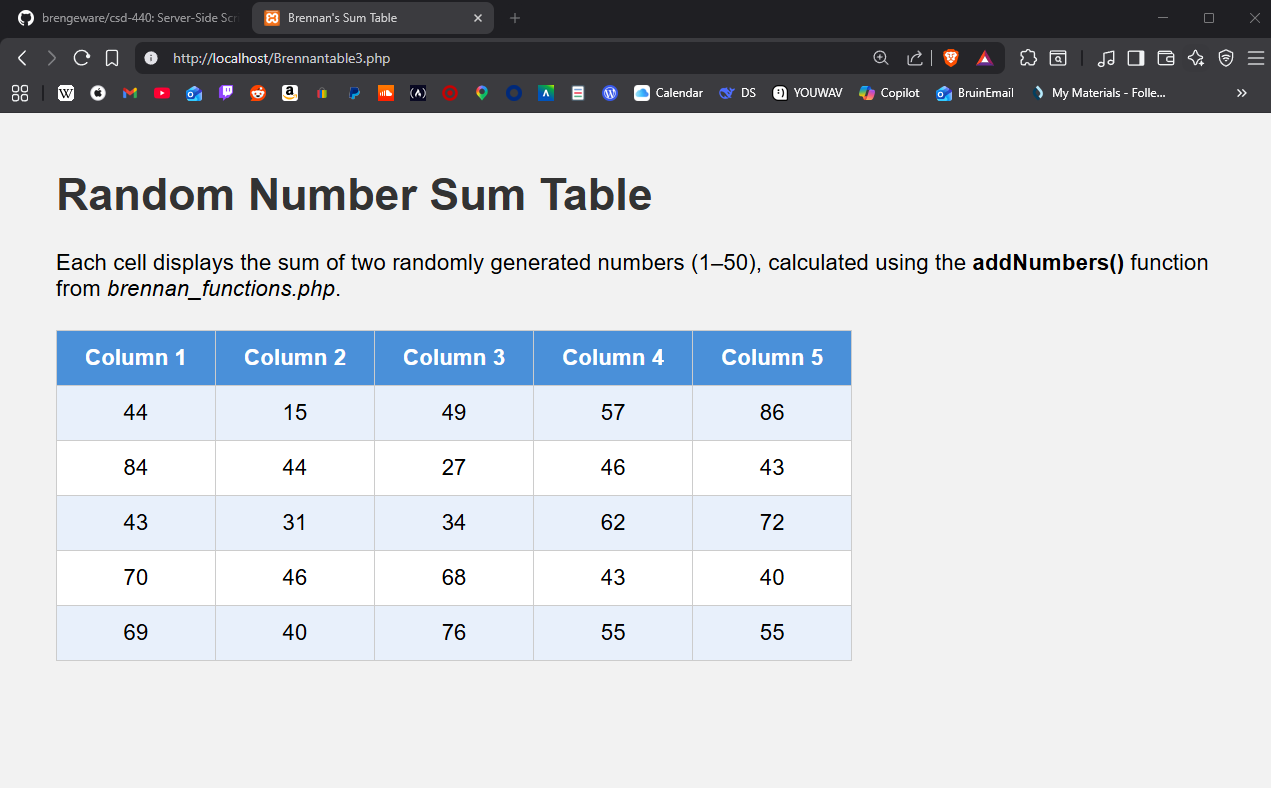 brengeware/csd-440: Server-Side Scr
Brennan's Sum Table
http://localhost/Brennantable3.php
Calendar DS YOUWAV Copilot BruinEmail My Materials - Folle...
Random Number Sum Table
Each cell displays the sum of two randomly generated numbers (1–50), calculated using the addNumbers() function
from brennan_functions.php.
Column 1 Column 2 Column 3 Column 4 Column 5
44 15 49 57 86
84 44 27 46 43
43 31 34 62 72
70 46 68 43 40
69 40 76 55 55